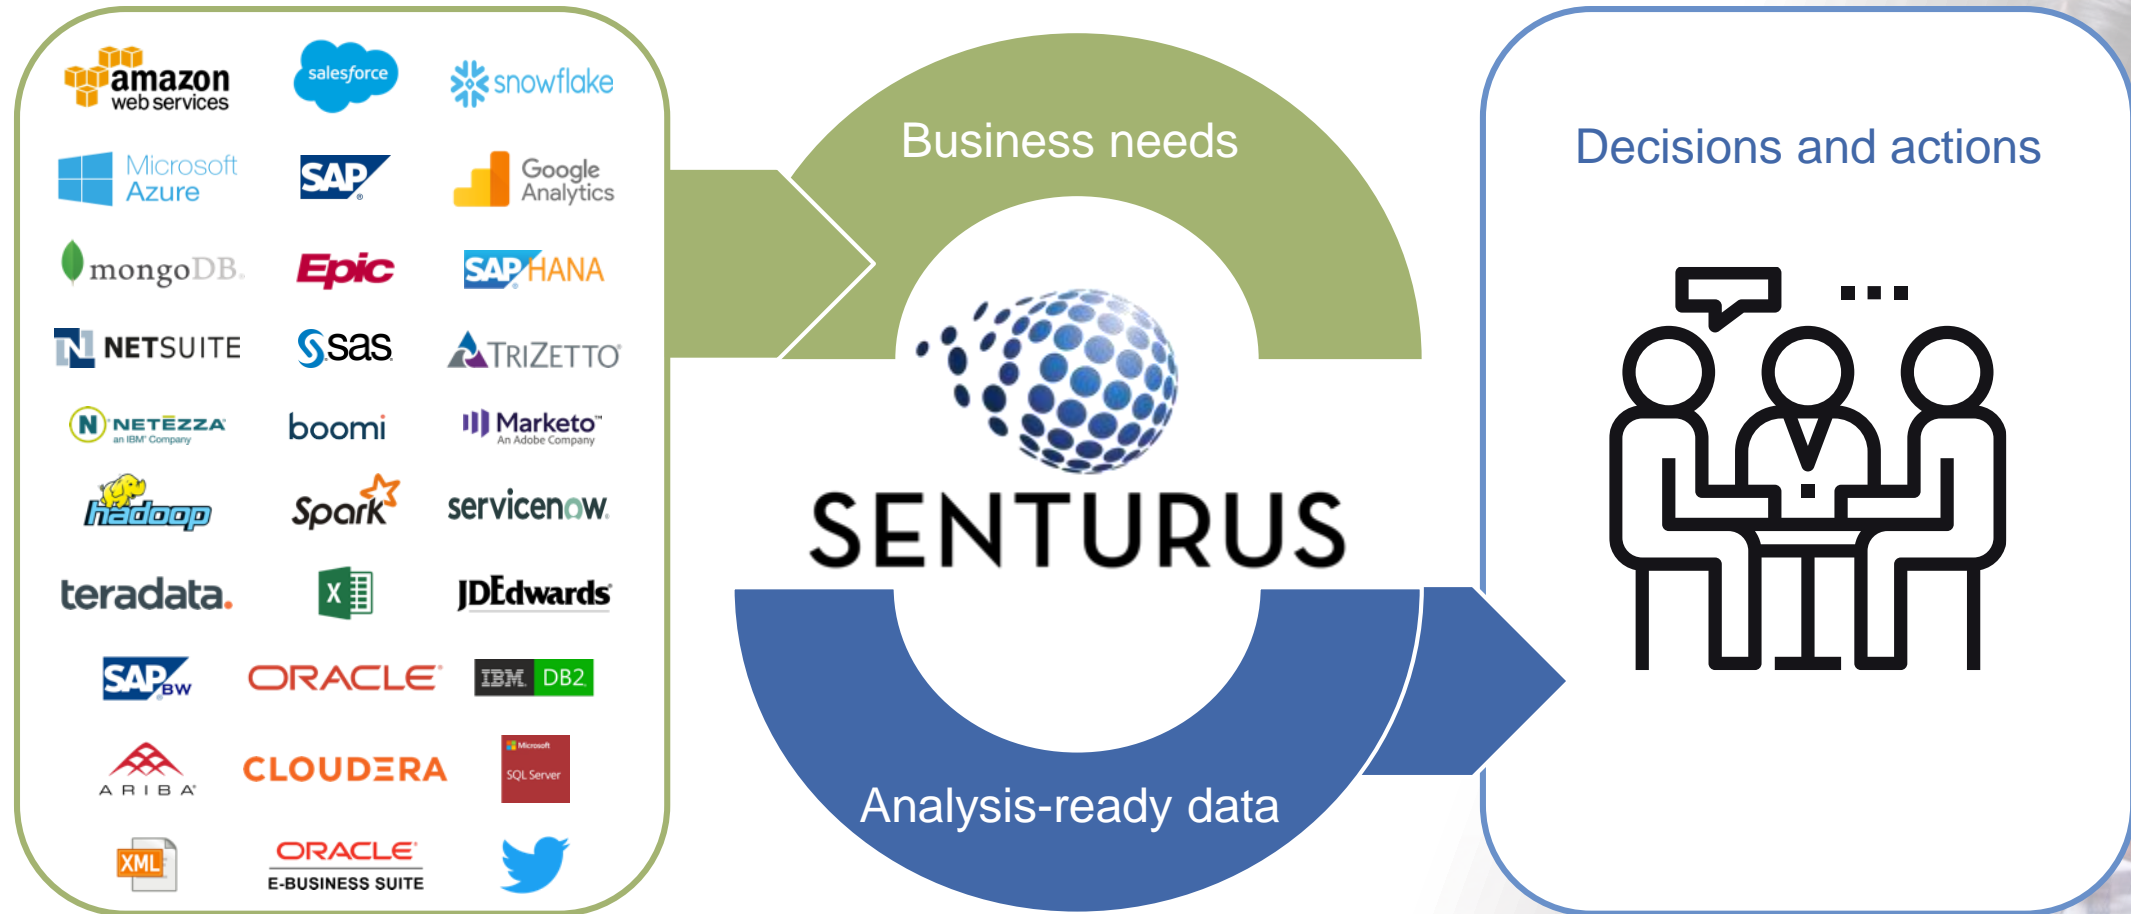 amazon
web services
salesforce
snowflake
Microsoft
Azure
SAP®
Google
Analytics
mongoDB®
Epic
SAP® HANA
N NETSUITE
S.sas
TRIZETTO®
N NETĒZZA®
an IBM® Company
boomi
Marketo™
An Adobe Company
hadoop
Spark
servicenow®
teradata.
X
JDEdwards®
SAP® BW
ORACLE®
IBM® DB2®
ARIBA®
CLOUDERA
Microsoft
SQL Server
XML
ORACLE®
E-BUSINESS SUITE
Business needs
SENTURUS
Analysis-ready data
Decisions and actions